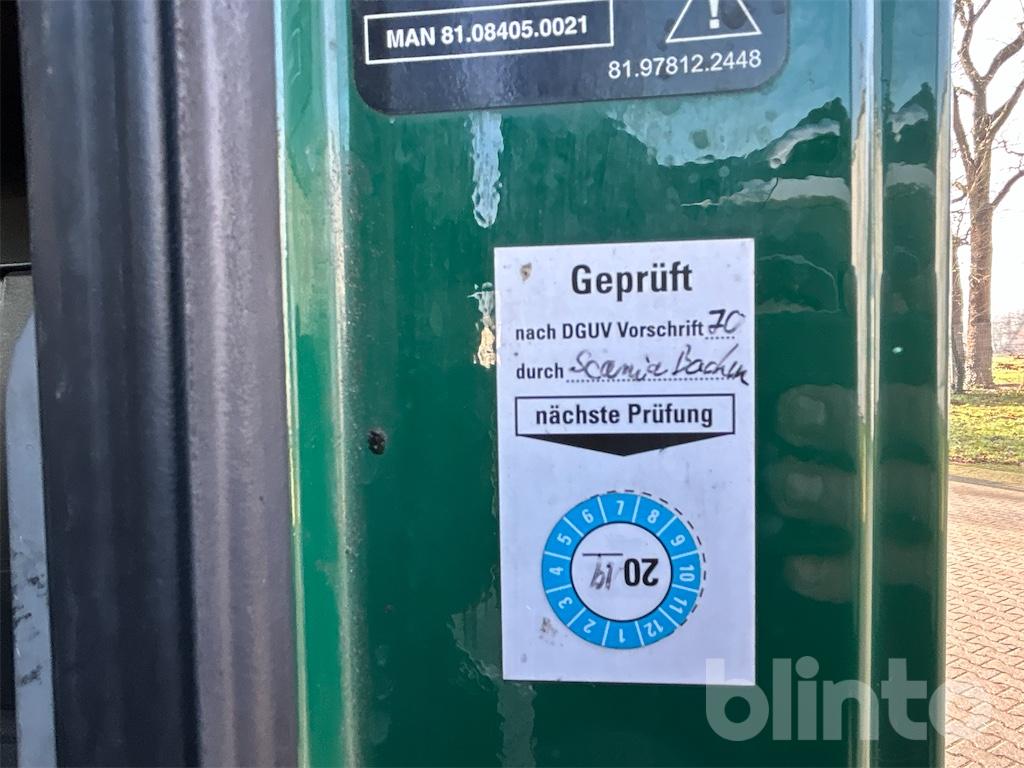 MAN 81.08405.0021
81.97812.2448
Geprüft
nach DGUV Vorschrift 70
durch Scania Bachem
nächste Prüfung
1 2 3 4 5 6 7 8 9 10 11 12
20 19
blinto